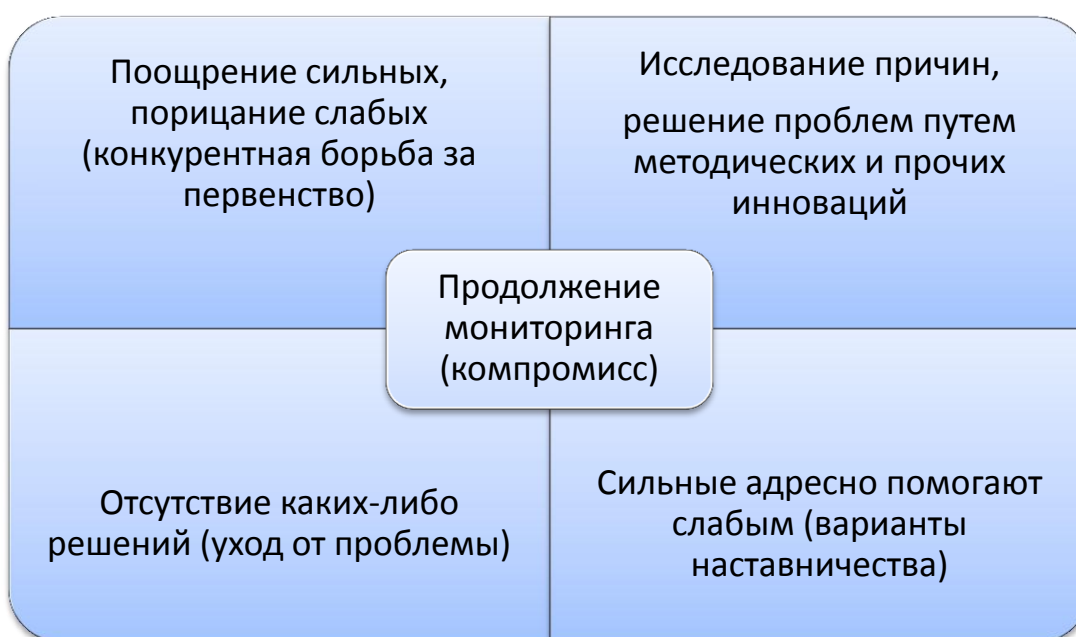 Поощрение сильных,
порицание слабых
(конкурентная борьба за
первенство)
Исследование причин,
решение проблем путем
методических и прочих
инноваций
Продолжение
мониторинга
(компромисс)
Отсутствие каких-либо
решений (уход от проблемы)
Сильные адресно помогают
слабым (варианты
наставничества)